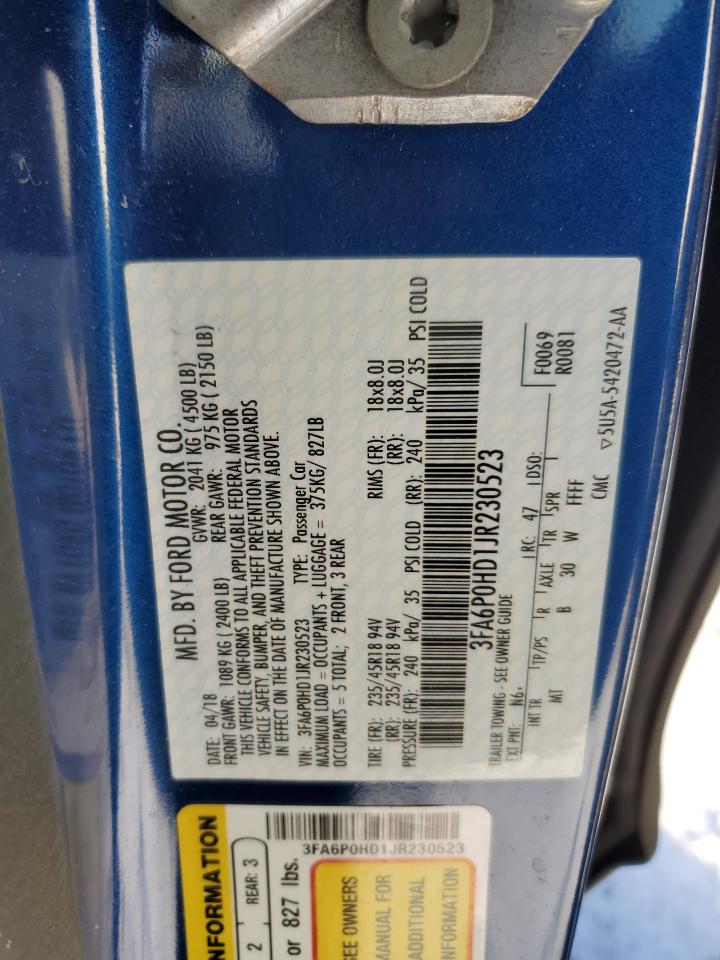 MFD. BY FORD MOTOR CO.
DATE: 04/18 GVWR: 2041 KG ( 4500 LB)
FRONT GAWR: 1089 KG ( 2400 LB) REAR GAWR: 975 KG ( 2150 LB)
THIS VEHICLE CONFORMS TO ALL APPLICABLE FEDERAL MOTOR
VEHICLE SAFETY, BUMPER, AND THEFT PREVENTION STANDARDS
IN EFFECT ON THE DATE OF MANUFACTURE SHOWN ABOVE.
VIN: 3FA6P0HD1JR230523 TYPE: Passenger Car
MAXIMUM LOAD = OCCUPANTS + LUGGAGE = 375KG/ 827LB
OCCUPANTS = 5 TOTAL; 2 FRONT, 3 REAR
TIRE (FR): 235/45R18 94V RIMS (FR): 18x8.0J
(RR): 235/45R18 94V (RR): 18x8.0J
PRESSURE (FR): 240 kPa/ 35 PSI COLD (RR): 240 kPa/ 35 PSI COLD
3FA6P0HD1JR230523
TRAILER TOWING - SEE OWNER GUIDE
EXT PNT: N6 RC: 47 DSO: F0069
R0081
INT TR TP/PS R AXLE TR SPR
MT B 30 W FFFF
CMC ▽5U5A-5420472-AA
NFORMATION
2 REAR: 3
or 827 lbs.
3FA6P0HD1JR230523
SEE OWNERS
MANUAL FOR
ADDITIONAL
NFORMATION